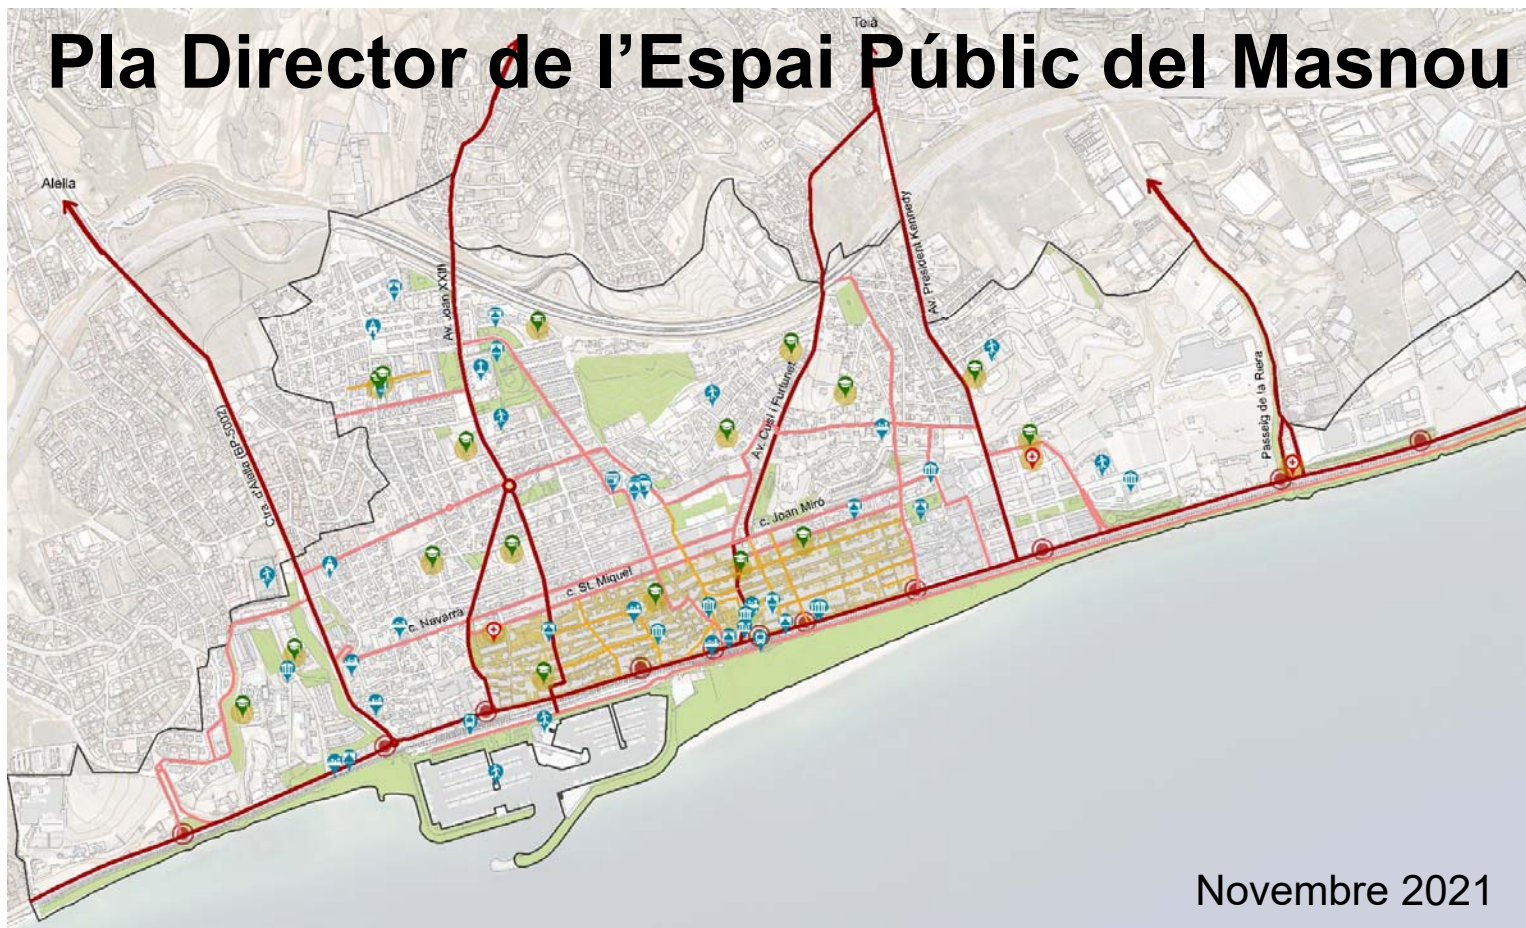 Teià
Pla Director de l'Espai Públic del Masnou
Alella
Av. Joan XXIII
Av. President Kennedy
Av. Cusí i Furtunet
Passeig de la Riera
Ctra d'Alella (BP-5002)
c. Joan Miró
c. St. Miquel
c. Navarra
Novembre 2021